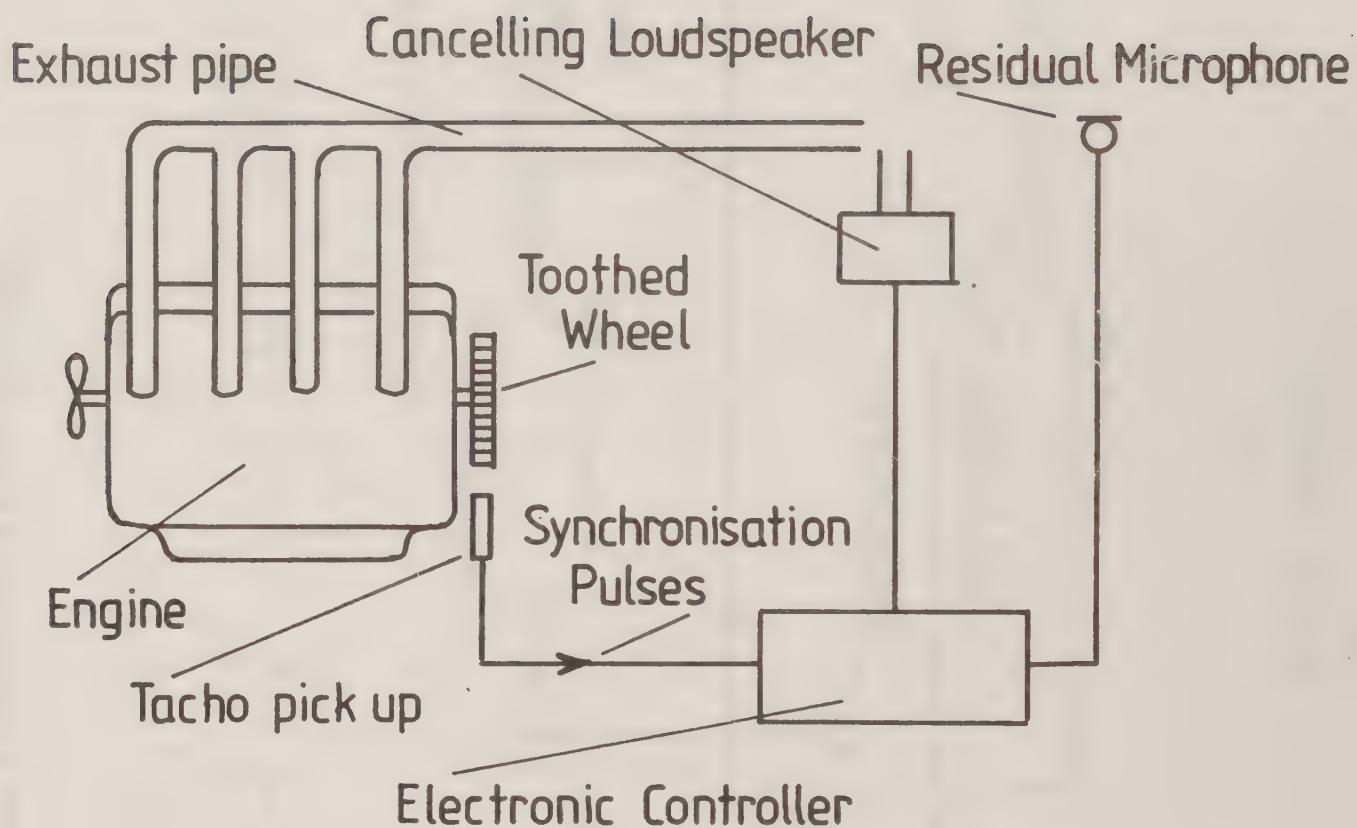 Cancelling Loudspeaker
Exhaust pipe
Residual Microphone
Toothed
Wheel
Synchronisation
Pulses
Engine
Tacho pick up
Electronic Controller